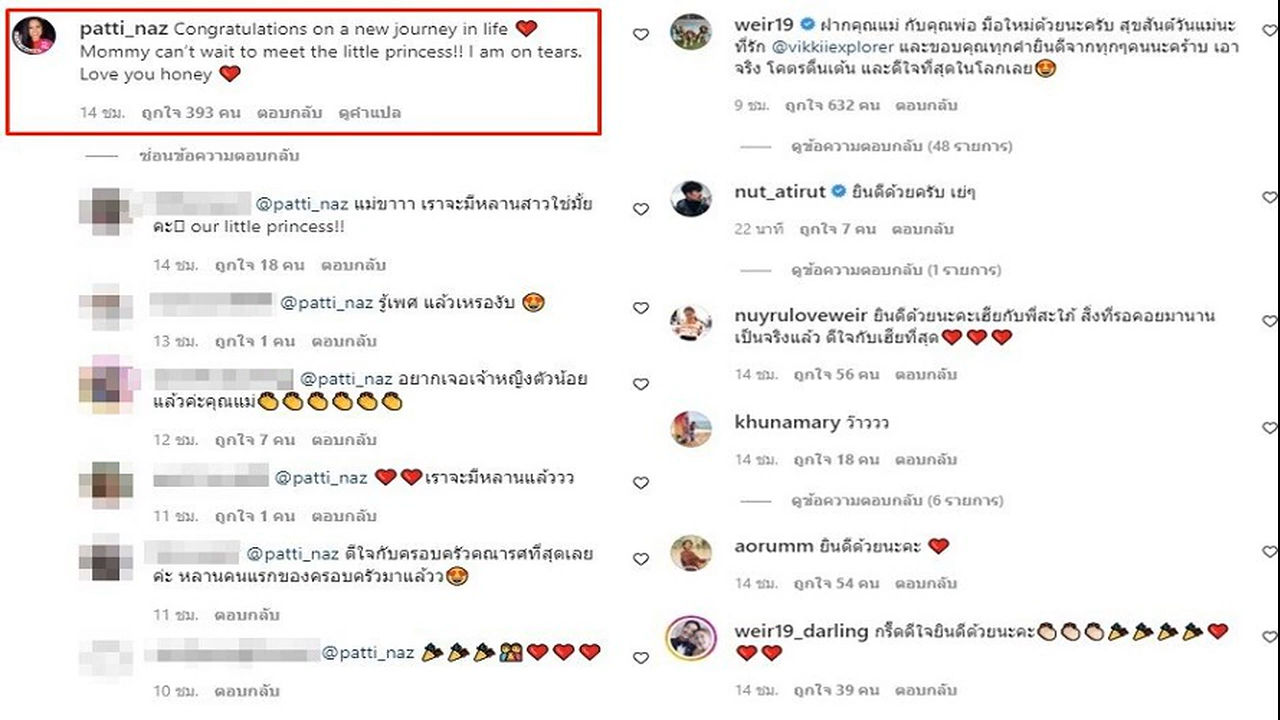 patti_naz Congratulations on a new journey in life ❤️
Mommy can't wait to meet the little princess!! I am on tears.
Love you honey ❤️
14 ชม. ถูกใจ 393 คน ตอบกลับ ดูคำแปล
ซ่อนข้อความตอบกลับ
@patti_naz แม่ขาาา เราจะมีหลานสาวใช่มั้ย
คะ our little princess!!
14 ชม. ถูกใจ 18 คน ตอบกลับ
@patti_naz รู้เพศ แล้วเหรองับ 😍
13 ชม. ถูกใจ 1 คน ตอบกลับ
@patti_naz อยากเจอเจ้าหญิงตัวน้อย
แล้วค่ะคุณแม่👏👏👏👏👏👏
12 ชม. ถูกใจ 7 คน ตอบกลับ
@patti_naz ❤️❤️เราจะมีหลานแล้ววว
11 ชม. ถูกใจ 1 คน ตอบกลับ
@patti_naz ดีใจกับครอบครัวคณารศที่สุดเลย
ค่ะ หลานคนแรกของครอบครัวมาแล้วว😍
11 ชม. ตอบกลับ
@patti_naz 🎉🎉🎉👫❤️❤️❤️
10 ชม. ตอบกลับ
weir19 ฝากคุณแม่ กับคุณพ่อ มือใหม่ด้วยนะครับ สุขสันต์วันแม่นะ
ที่รัก @vikkiiexplorer และขอบคุณทุกคำยินดีจากทุกๆคนนะคร้าบ เอา
จริง โคตรตื่นเต้น และดีใจที่สุดในโลกเลย😍
9 ชม. ถูกใจ 632 คน ตอบกลับ
ดูข้อความตอบกลับ (48 รายการ)
nut_atirut ยินดีด้วยครับ เย่ๆ
22 นาที ถูกใจ 7 คน ตอบกลับ
ดูข้อความตอบกลับ (1 รายการ)
nuyruloveweir ยินดีด้วยนะคะเฮียกับพี่สะใภ้ สิ่งที่รอคอยมานาน
เป็นจริงแล้ว ดีใจกับเฮียที่สุด❤️❤️❤️
14 ชม. ถูกใจ 56 คน ตอบกลับ
khunamary ว๊าววว
14 ชม. ถูกใจ 18 คน ตอบกลับ
ดูข้อความตอบกลับ (6 รายการ)
aorumm ยินดีด้วยนะคะ ❤️
14 ชม. ถูกใจ 54 คน ตอบกลับ
weir19_darling กรี๊ดดีใจยินดีด้วยนะคะ👏👏👏🎉🎉🎉🎉❤️
❤️❤️
14 ชม. ถูกใจ 39 คน ตอบกลับ